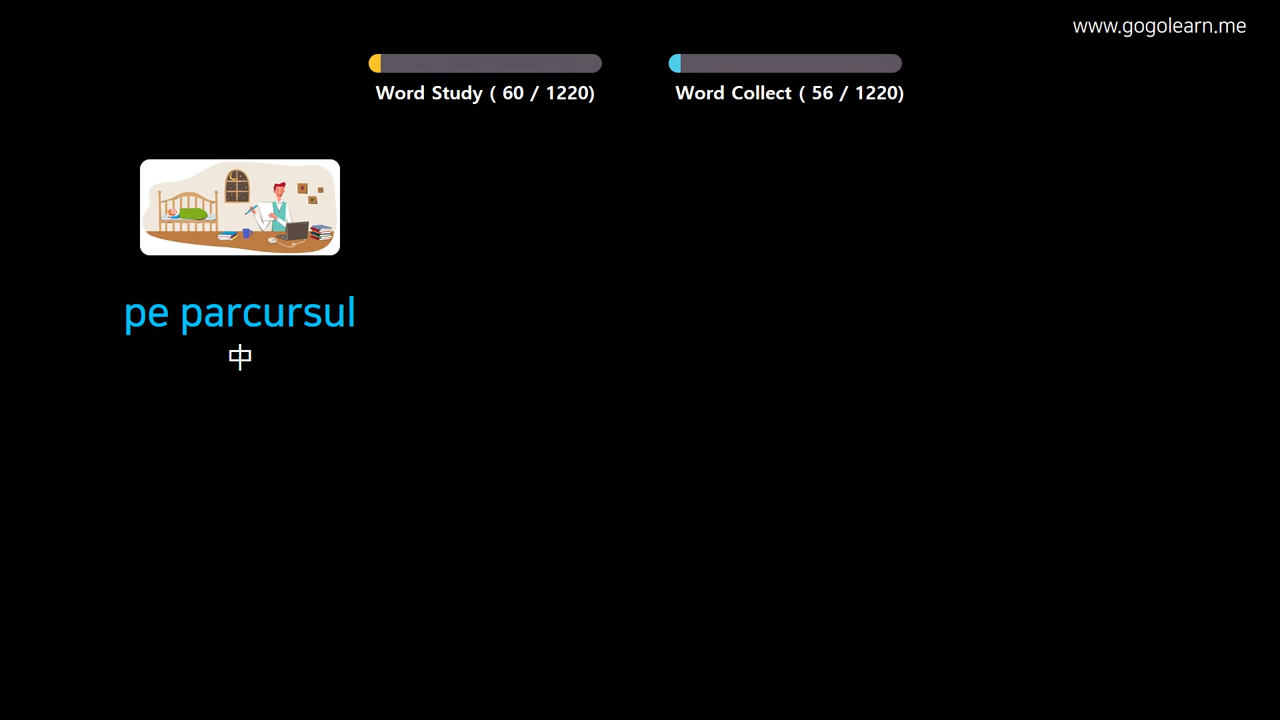 www.gogolearn.me
Word Study ( 60 / 1220)
Word Collect ( 56 / 1220)
pe parcursul
中